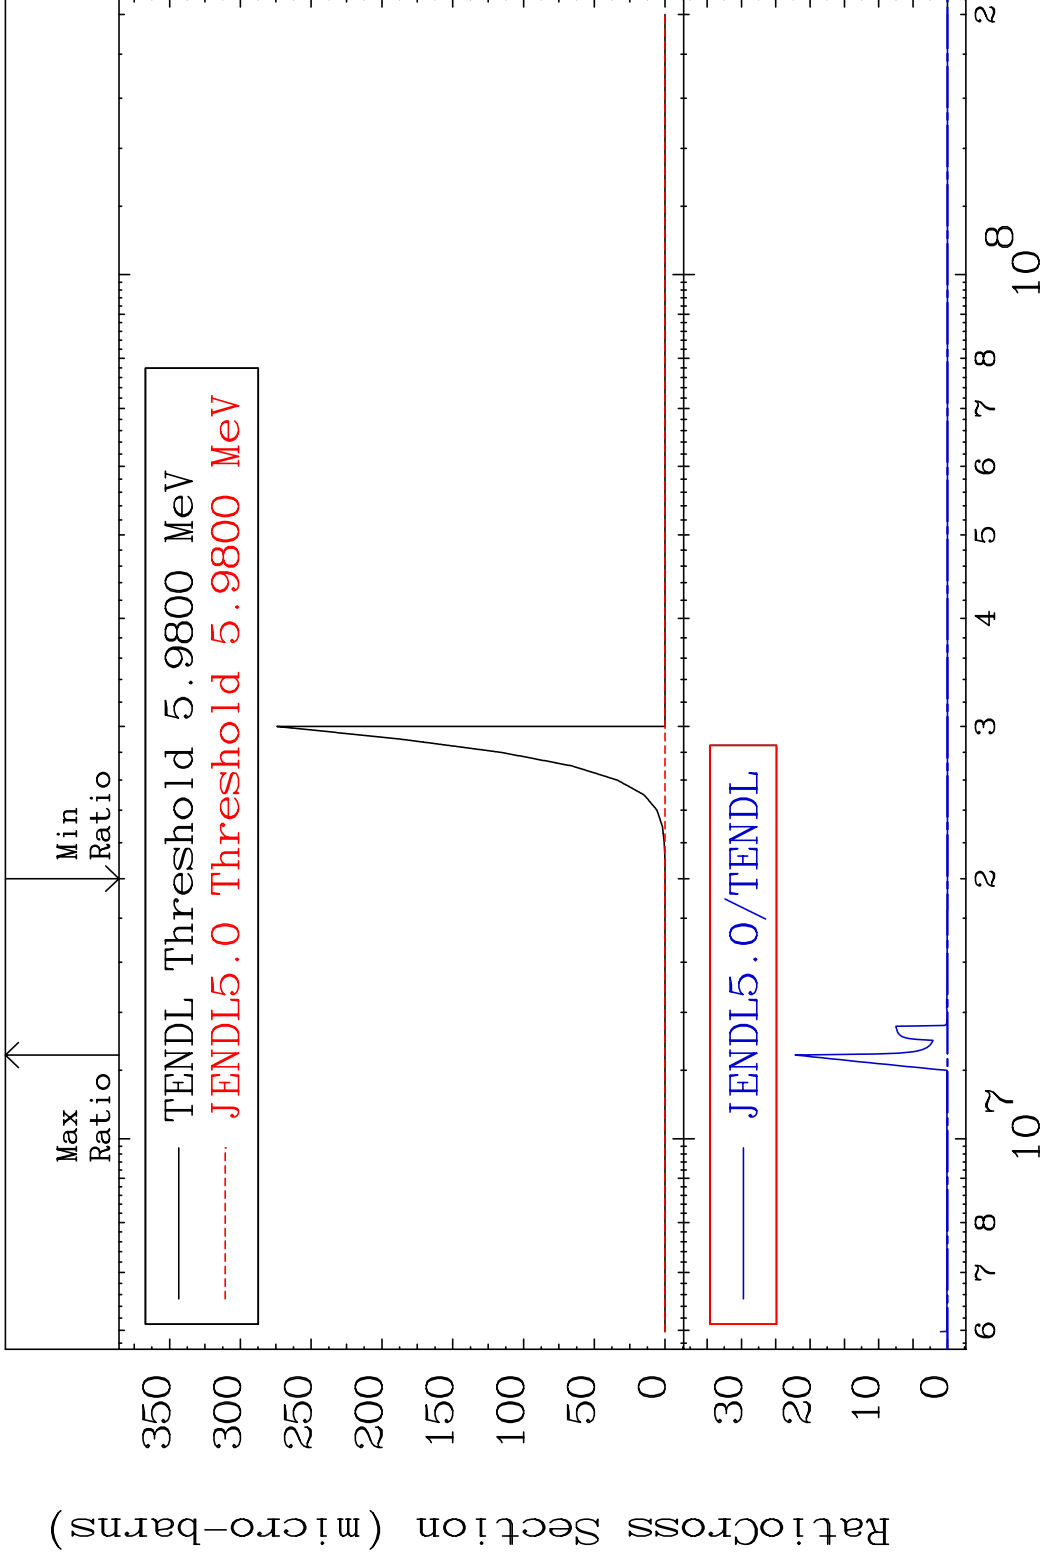 Max
Ratio
Min
Ratio
TENDL Threshold 5.9800 MeV
JENDL5.0 Threshold 5.9800 MeV
350
300
250
200
150
100
50
0
JENDL5.0/TENDL
30
20
10
0
6 7 8 10^7 2 3 4 5 6 7 8 10^8 2
RatioCross Section (micro-barns)